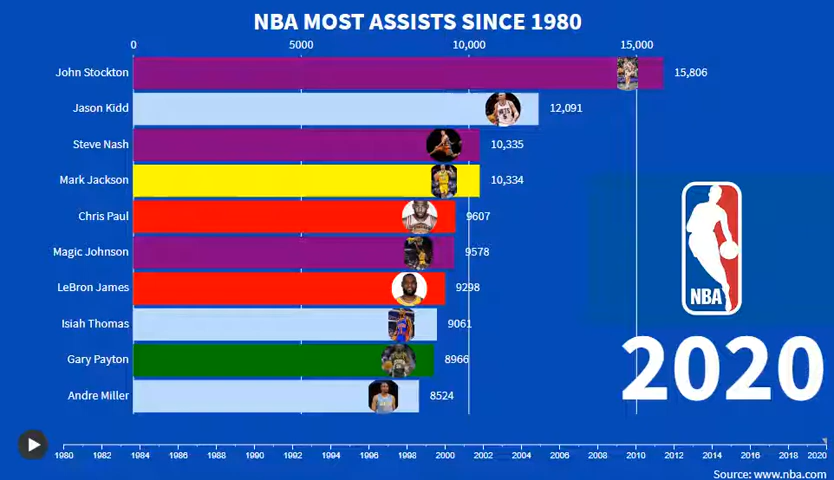 NBA MOST ASSISTS SINCE 1980
0 5000 10,000 15,000
John Stockton 15,806
Jason Kidd 12,091
Steve Nash 10,335
Mark Jackson 10,334
Chris Paul 9607
Magic Johnson 9578
LeBron James 9298
Isiah Thomas 9061
Gary Payton 8966
Andre Miller 8524
NBA
2020
1980 1982 1984 1986 1988 1990 1992 1994 1996 1998 2000 2002 2004 2006 2008 2010 2012 2014 2016 2018 2020
Source: www.nba.com